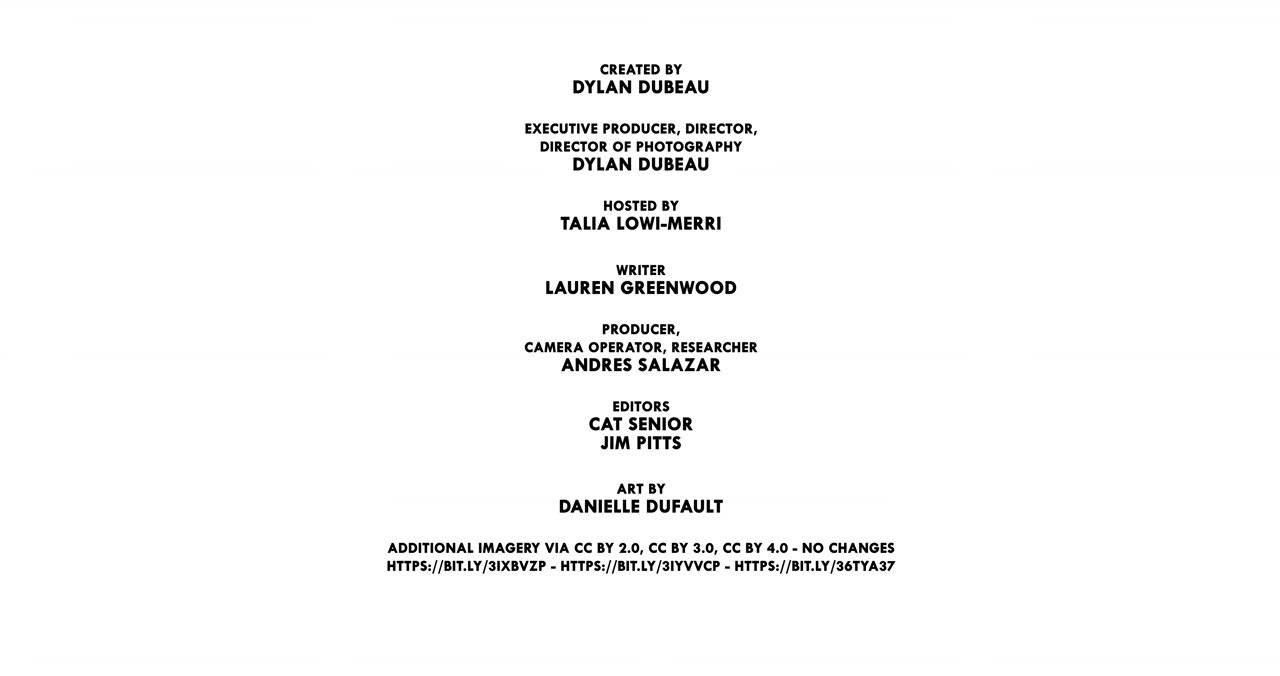 CREATED BY
DYLAN DUBEAU
EXECUTIVE PRODUCER, DIRECTOR,
DIRECTOR OF PHOTOGRAPHY
DYLAN DUBEAU
HOSTED BY
TALIA LOWI-MERRI
WRITER
LAUREN GREENWOOD
PRODUCER,
CAMERA OPERATOR, RESEARCHER
ANDRES SALAZAR
EDITORS
CAT SENIOR
JIM PITTS
ART BY
DANIELLE DUFAULT
ADDITIONAL IMAGERY VIA CC BY 2.0, CC BY 3.0, CC BY 4.0 - NO CHANGES
HTTPS://BIT.LY/3IXBVZP - HTTPS://BIT.LY/3IYVVCP - HTTPS://BIT.LY/36TYA37